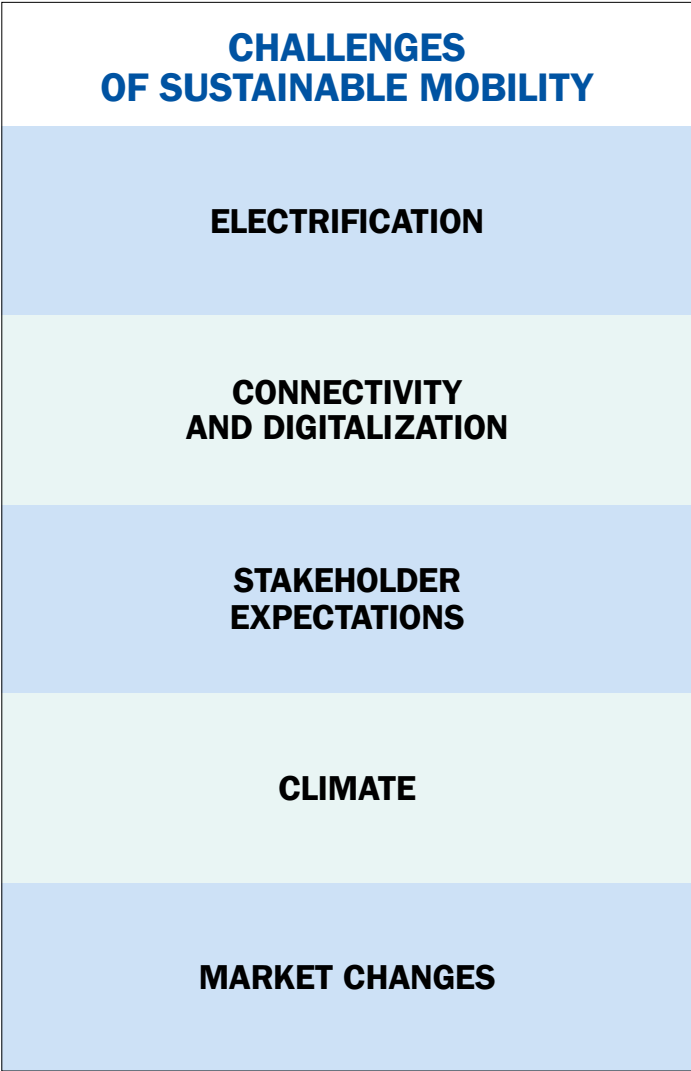 CHALLENGES
OF SUSTAINABLE MOBILITY
ELECTRIFICATION
CONNECTIVITY
AND DIGITALIZATION
STAKEHOLDER
EXPECTATIONS
CLIMATE
MARKET CHANGES